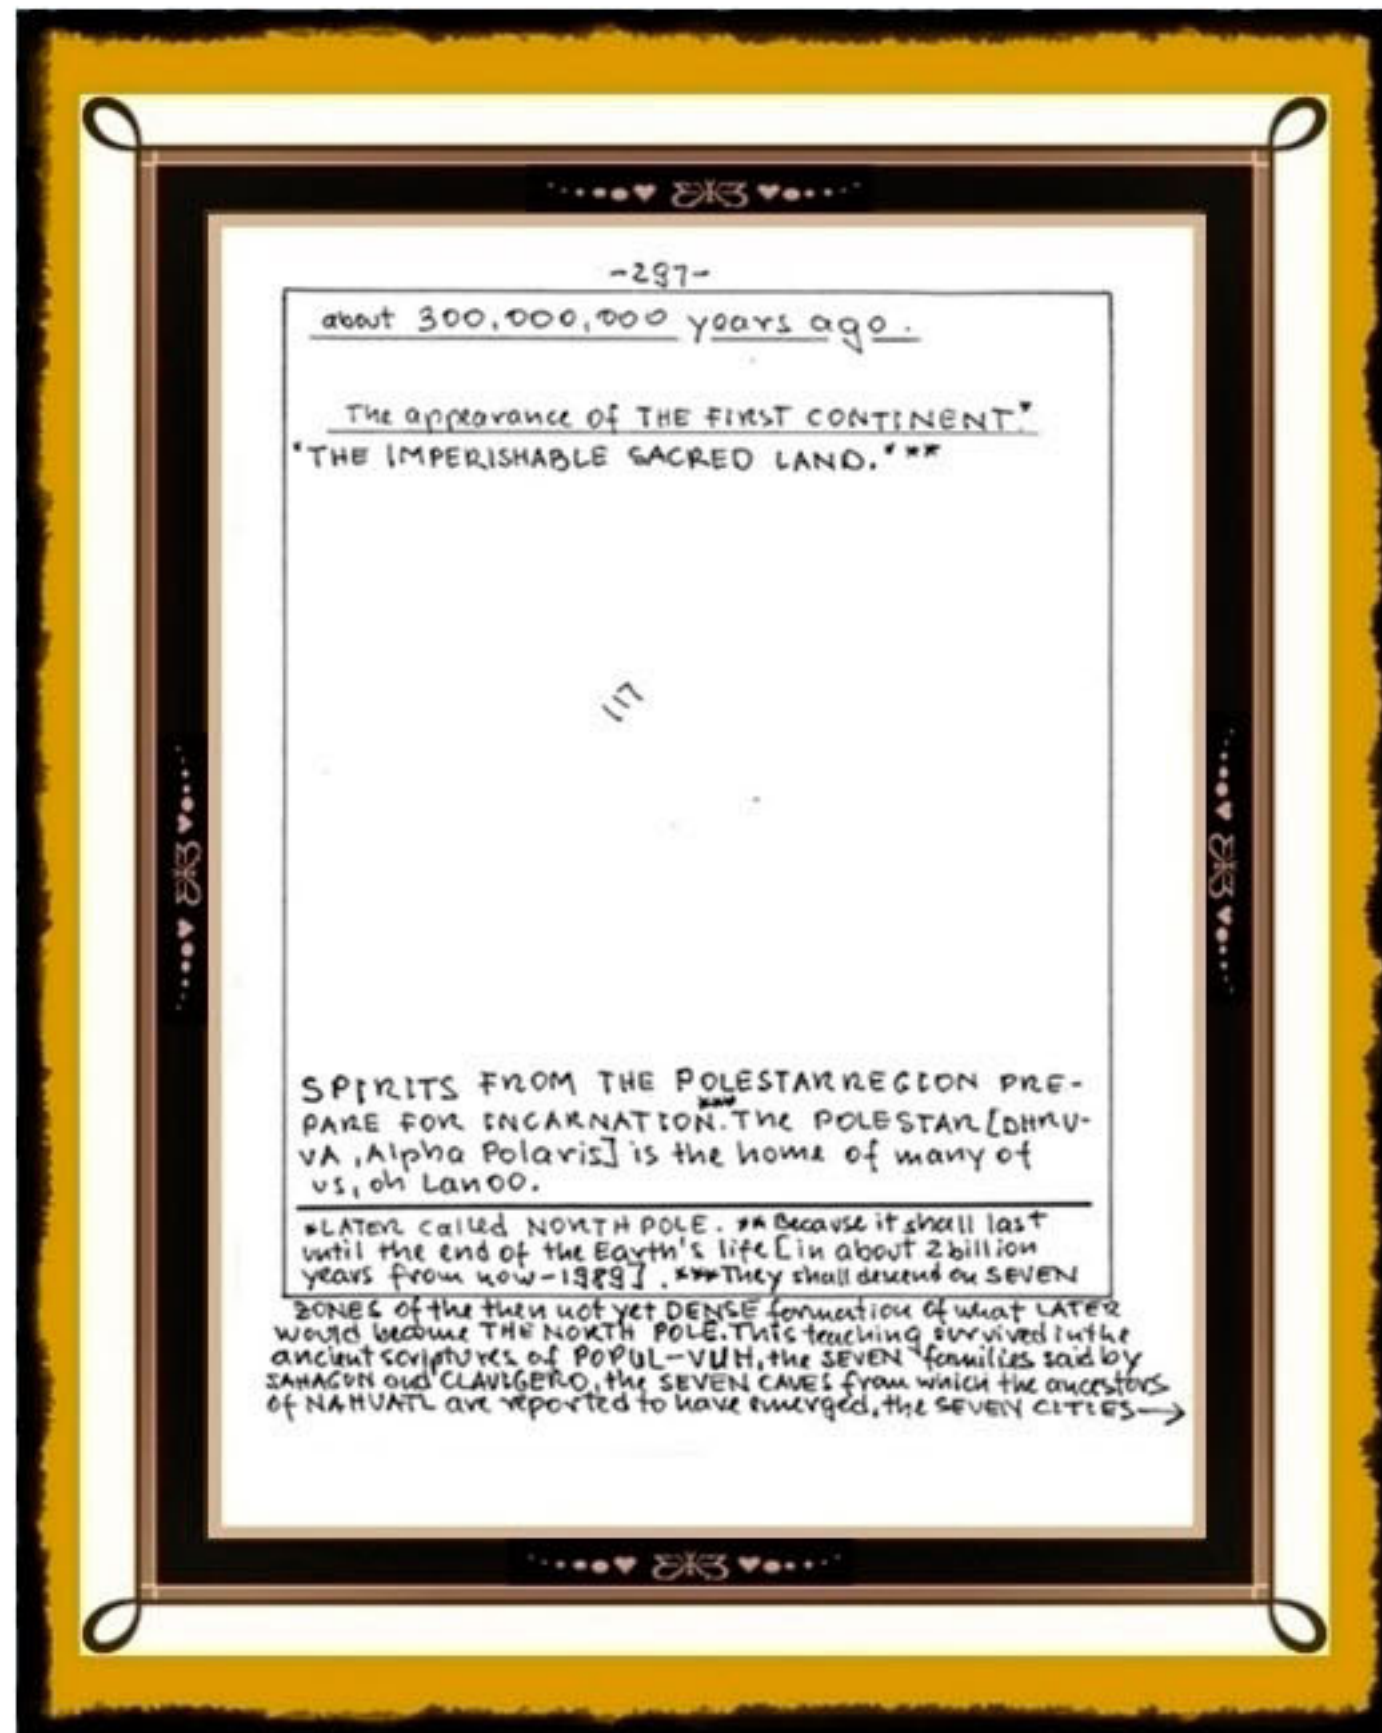 -297-
about 300,000,000 years ago.
The appearance of THE FIRST CONTINENT*
"THE IMPERISHABLE SACRED LAND." **
117
SPIRITS FROM THE POLESTARREGION PRE-
PARE FOR INCARNATION.*** The POLESTAR [DHRU-
VA, Alpha Polaris] is the home of many of
us, oh Lanoo.
*LATER called NORTH POLE. ** Because it shall last
until the end of the Earth's life [in about 2 billion
years from now-1989]. ***They shall descend on SEVEN
ZONES of the then not yet DENSE formation of what LATER
would become THE NORTH POLE. This teaching survived in the
ancient scriptures of POPUL-VUH, the SEVEN families said by
SAHAGUN and CLAVIGERO, the SEVEN CAVES from which the ancestors
of NAHUATL are reported to have emerged, the SEVEN CITIES→